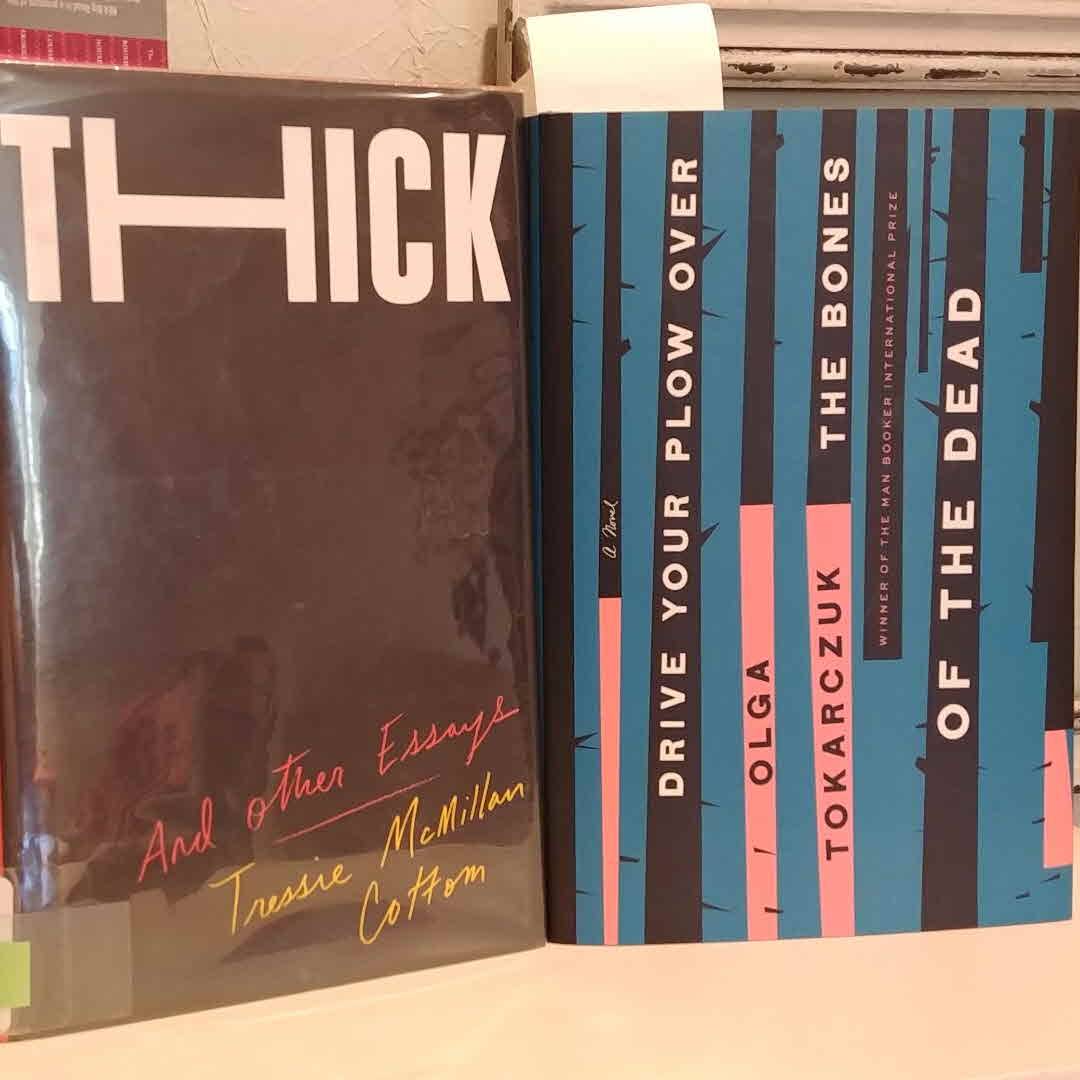 THICK
And other Essays
Tressie McMillan
Cottom
A Novel
DRIVE YOUR PLOW OVER
OLGA
THE BONES
TOKARCZUK
WINNER OF THE MAN BOOKER INTERNATIONAL PRIZE
OF THE DEAD